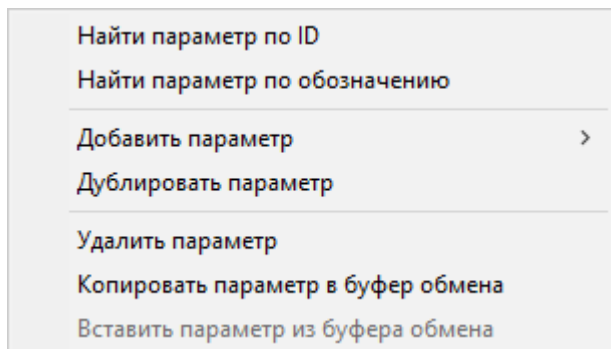 Найти параметр по ID
Найти параметр по обозначению
Добавить параметр
Дублировать параметр
Удалить параметр
Копировать параметр в буфер обмена
Вставить параметр из буфера обмена